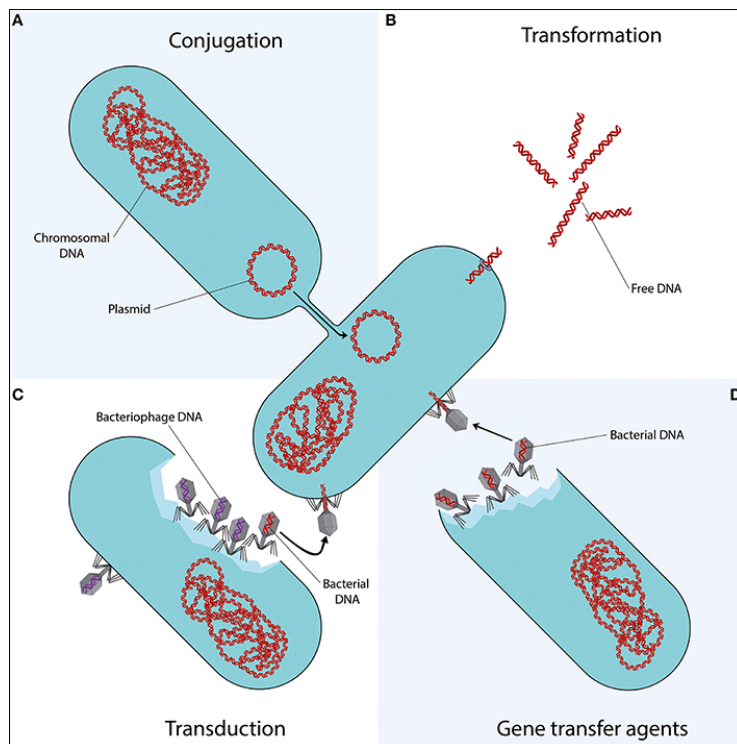 A
Conjugation
B
Transformation
Chromosomal
DNA
Plasmid
Free DNA
C
Bacteriophage DNA
Bacterial
DNA
Transduction
D
Bacterial DNA
Gene transfer agents